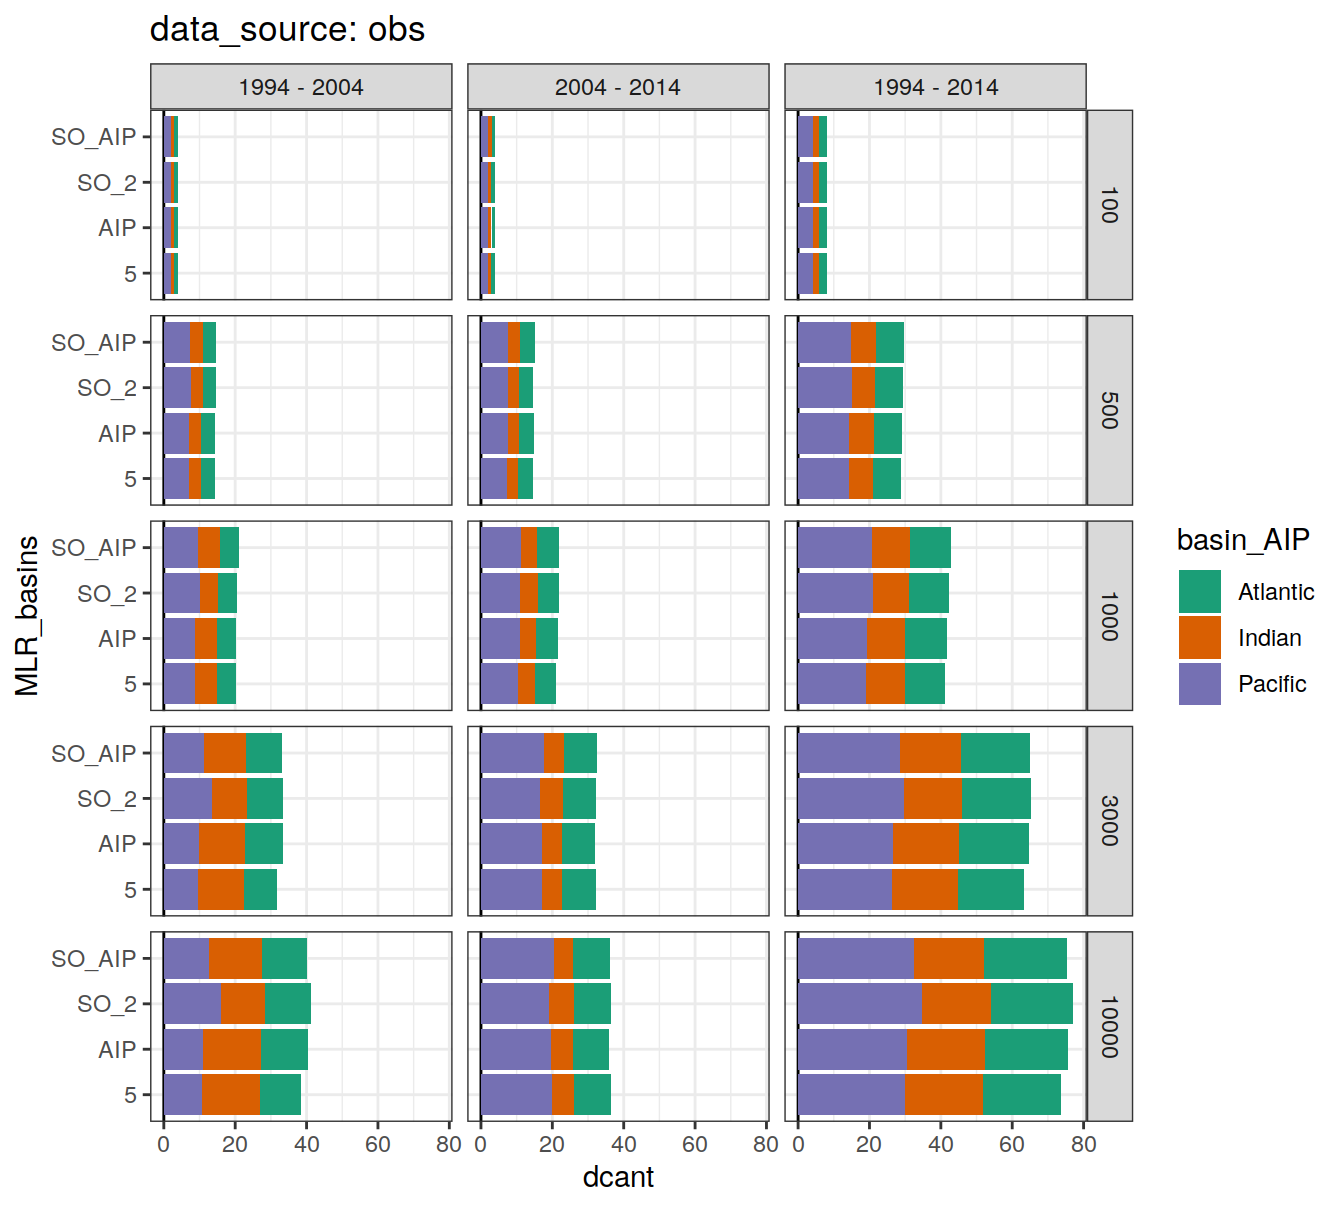 data_source: obs
1994 - 2004
2004 - 2014
1994 - 2014
SO_AIP
SO_2
AIP
5
100
SO_AIP
SO_2
AIP
5
500
SO_AIP
SO_2
AIP
5
1000
SO_AIP
SO_2
AIP
5
3000
SO_AIP
SO_2
AIP
5
10000
MLR_basins
0 20 40 60 80
0 20 40 60 80
0 20 40 60 80
dcant
basin_AIP
Atlantic
Indian
Pacific